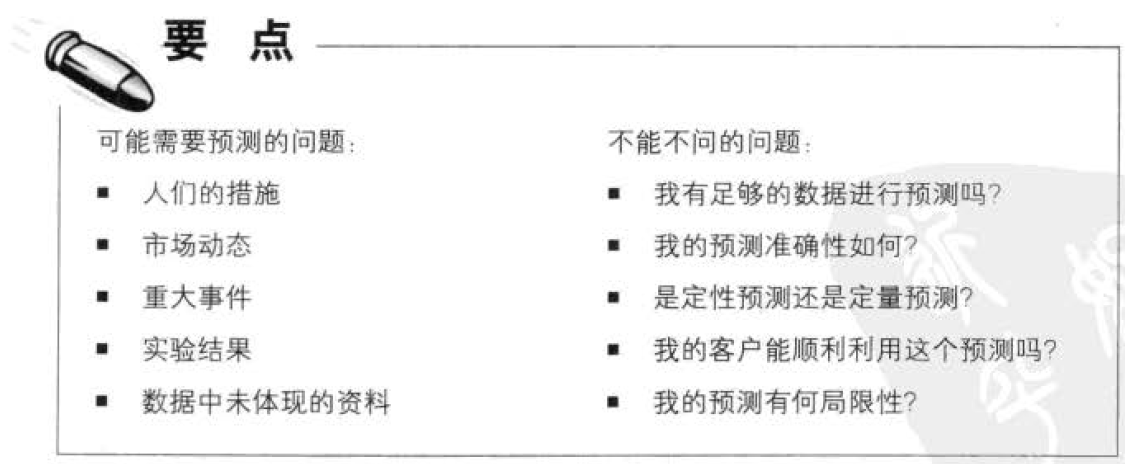 要 点
可能需要预测的问题：
■ 人们的措施
■ 市场动态
■ 重大事件
■ 实验结果
■ 数据中未体现的资料
不能不问的问题：
■ 我有足够的数据进行预测吗？
■ 我的预测准确性如何？
■ 是定性预测还是定量预测？
■ 我的客户能顺利利用这个预测吗？
■ 我的预测有何局限性？